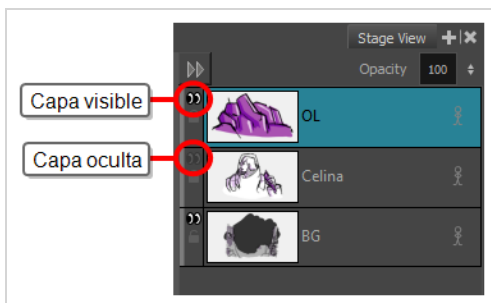 Stage View
Opacity 100
Capa visible
OL
Capa oculta
Celina
BG